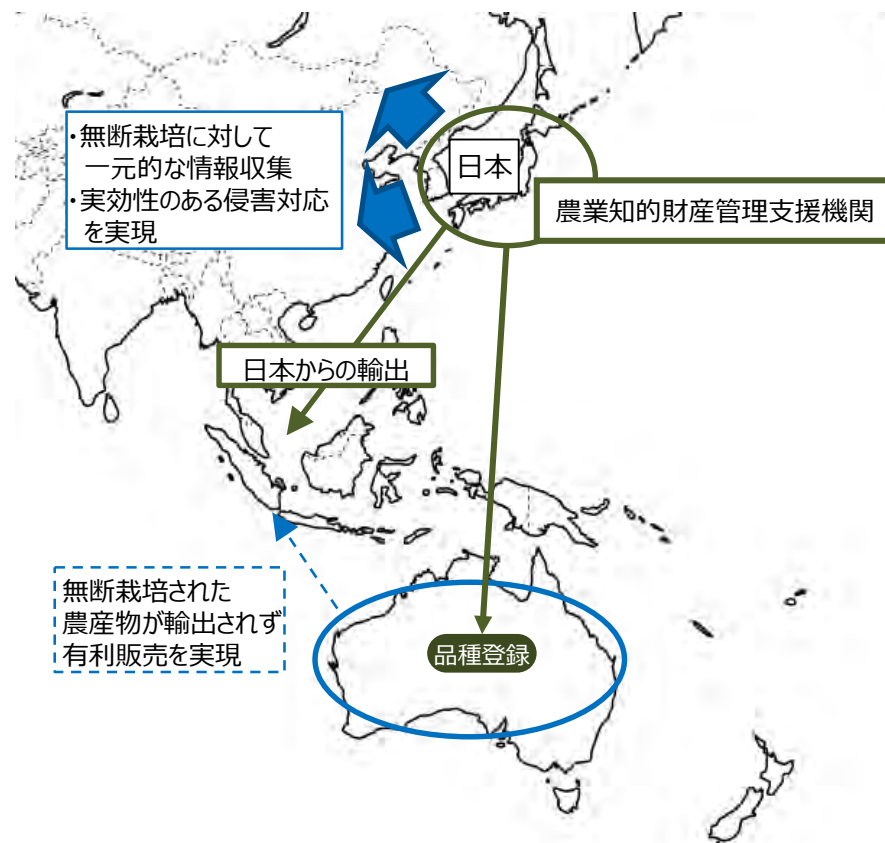 ・無断栽培に対して
一元的な情報収集
・実効性のある侵害対応
を実現
日本
農業知的財産管理支援機関
日本からの輸出
無断栽培された
農産物が輸出されず
有利販売を実現
品種登録